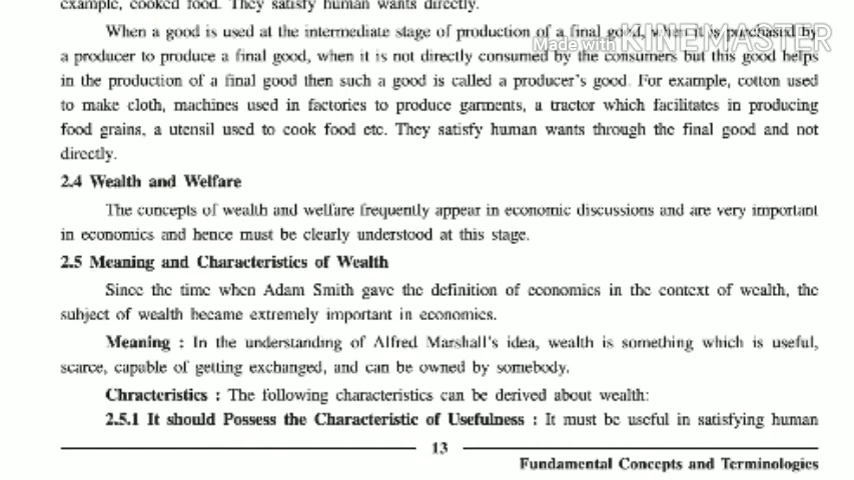 example, cooked food. They satisfy human wants directly.
When a good is used at the intermediate stage of production of a final good, when it is purchased by
Made with KINEMASTER
a producer to produce a final good, when it is not directly consumed by the consumers but this good helps
in the production of a final good then such a good is called a producer's good. For example, cotton used
to make cloth, machines used in factories to produce garments, a tractor which facilitates in producing
food grains, a utensil used to cook food etc. They satisfy human wants through the final good and not
directly.
2.4 Wealth and Welfare
The concepts of wealth and welfare frequently appear in economic discussions and are very important
in economics and hence must be clearly understood at this stage.
2.5 Meaning and Characteristics of Wealth
Since the time when Adam Smith gave the definition of economics in the context of wealth, the
subject of wealth became extremely important in economics.
Meaning : In the understanding of Alfred Marshall's idea, wealth is something which is useful,
scarce, capable of getting exchanged, and can be owned by somebody.
Chracteristics : The following characteristics can be derived about wealth:
2.5.1 It should Possess the Characteristic of Usefulness : It must be useful in satisfying human
13
Fundamental Concepts and Terminologies